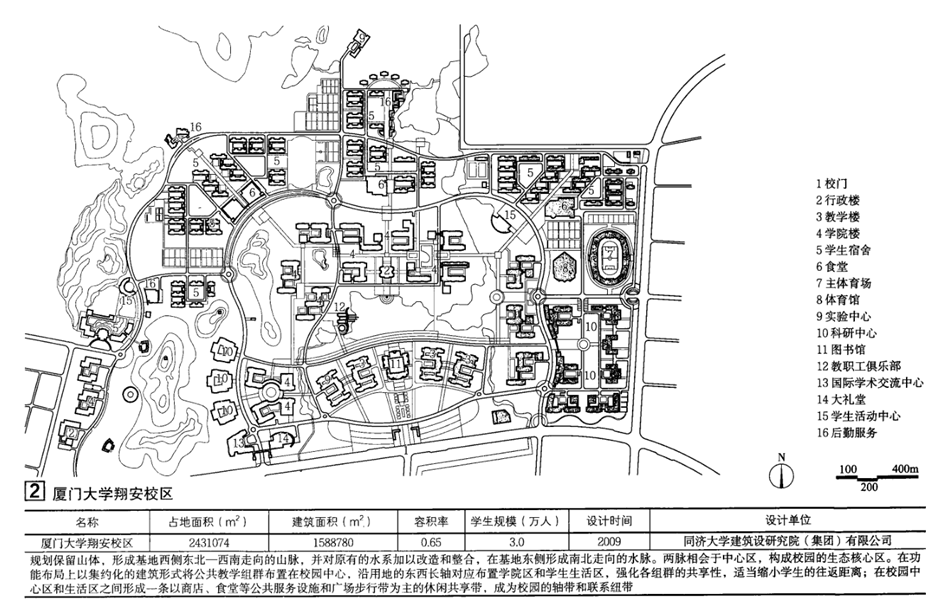 16
16
5
5
5
5
5
6
6
6
6
15
7
4
4
12
5
6
15
10
10
10
10
11
4
4
10
13
14
2
1 校门
2 行政楼
3 教学楼
4 学院楼
5 学生宿舍
6 食堂
7 主体育场
8 体育馆
9 实验中心
10 科研中心
11 图书馆
12 教职工俱乐部
13 国际学术交流中心
14 大礼堂
15 学生活动中心
16 后勤服务
N
100 400m
200
2 厦门大学翔安校区
名称 占地面积（m²） 建筑面积（m²） 容积率 学生规模（万人） 设计时间 设计单位
厦门大学翔安校区 2431074 1588780 0.65 3.0 2009 同济大学建筑设研究院（集团）有限公司
规划保留山体，形成基地西侧东北—西南走向的山脉，并对原有的水系加以改造和整合，在基地东侧形成南北走向的水脉。两脉相会于中心区，构成校园的生态核心区。在功
能布局上以集约化的建筑形式将公共教学组群布置在校园中心，沿用地的东西长轴对应布置学院区和学生生活区，强化各组群的共享性，适当缩小学生的往返距离；在校园中
心区和生活区之间形成一条以商店、食堂等公共服务设施和广场步行带为主的休闲共享带，成为校园的轴带和联系纽带